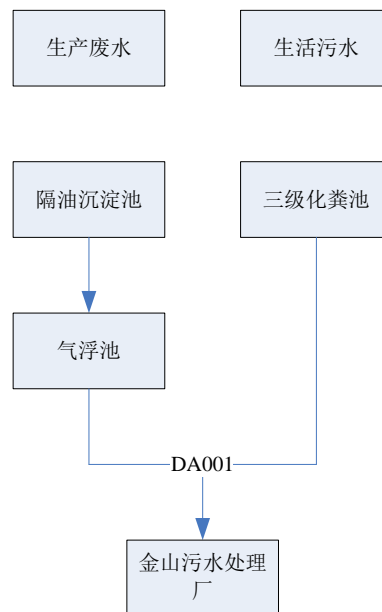 生产废水
生活污水
隔油沉淀池
三级化粪池
气浮池
DA001
金山污水处理
厂